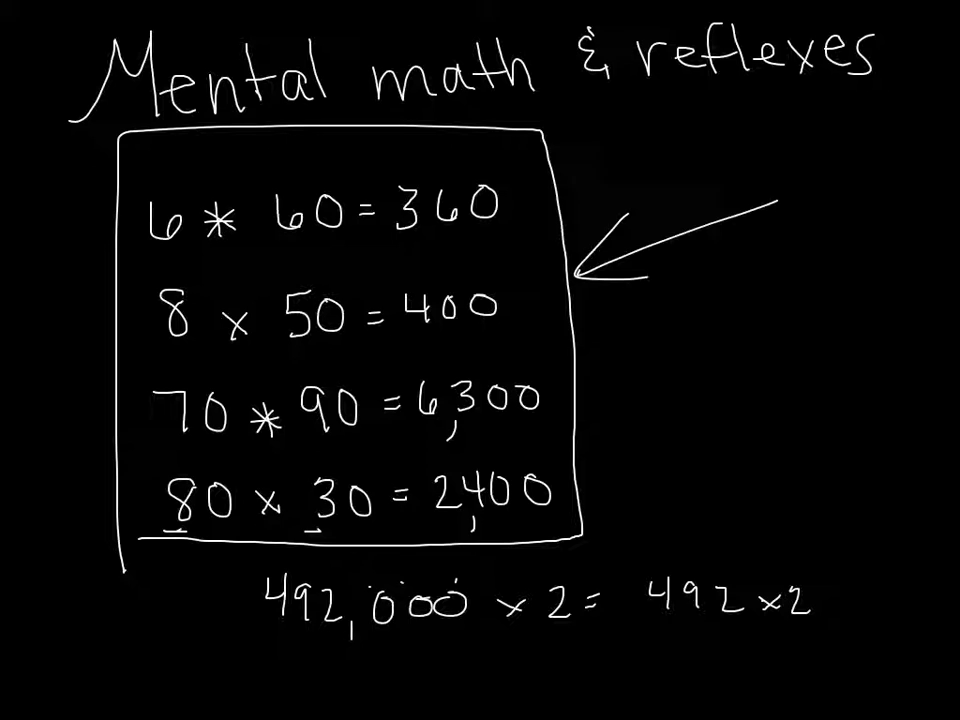 Mental math & reflexes
6 * 60 = 360
8 x 50 = 400
70 * 90 = 6,300
80 x 30 = 2,400
492,000 x 2 = 492 x 2